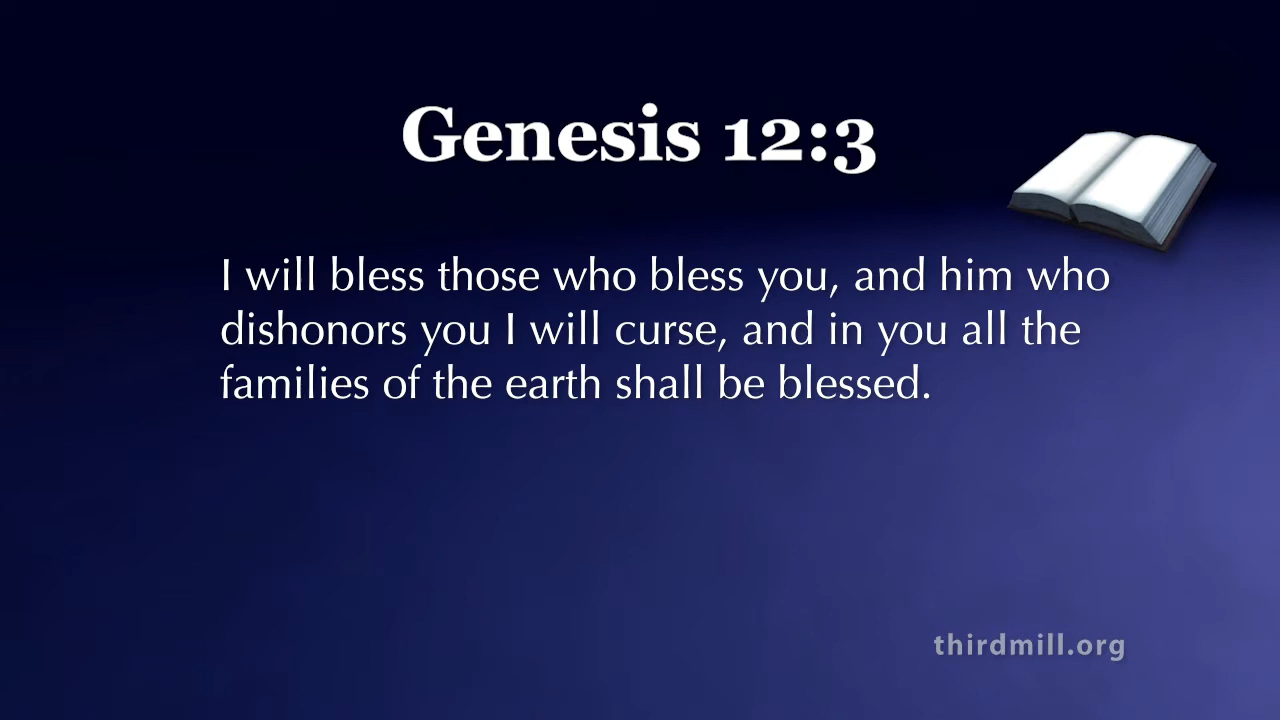 Genesis 12:3
I will bless those who bless you, and him who
dishonors you I will curse, and in you all the
families of the earth shall be blessed.
thirdmill.org